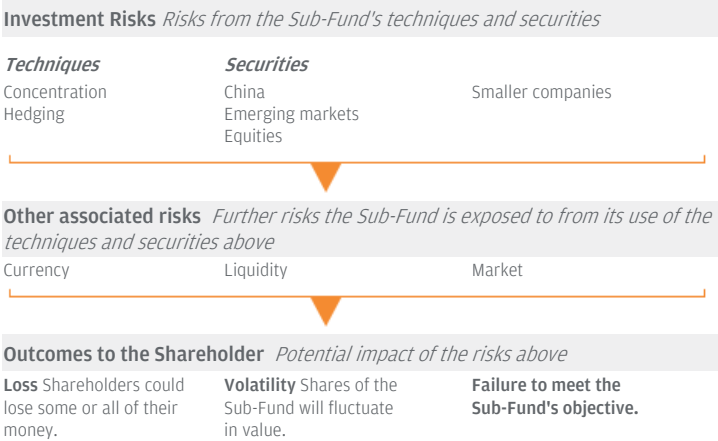 Investment Risks Risks from the Sub-Fund's techniques and securities
Techniques Securities
Concentration China Smaller companies
Hedging Emerging markets
Equities
Other associated risks Further risks the Sub-Fund is exposed to from its use of the
techniques and securities above
Currency Liquidity Market
Outcomes to the Shareholder Potential impact of the risks above
Loss Shareholders could
lose some or all of their
money.
Volatility Shares of the
Sub-Fund will fluctuate
in value.
Failure to meet the
Sub-Fund's objective.